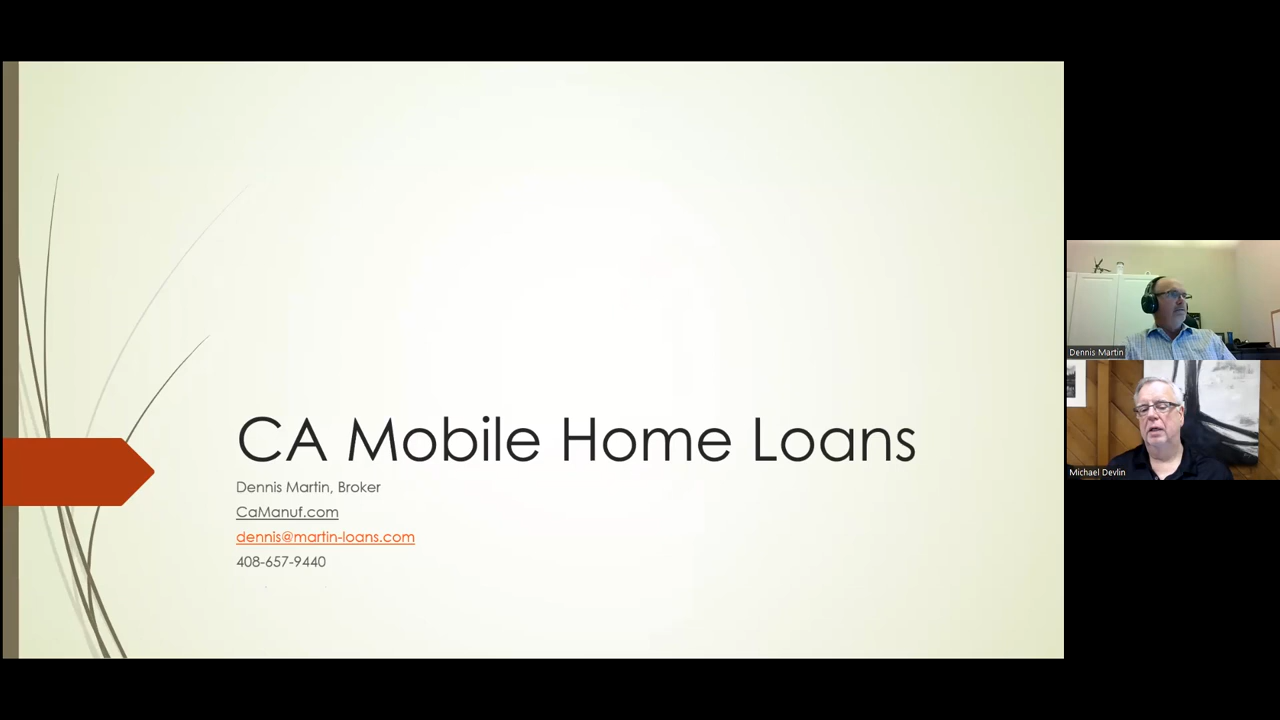 CA Mobile Home Loans
Dennis Martin, Broker
CaManuf.com
dennis@martin-loans.com
408-657-9440
Dennis Martin
Michael Devlin